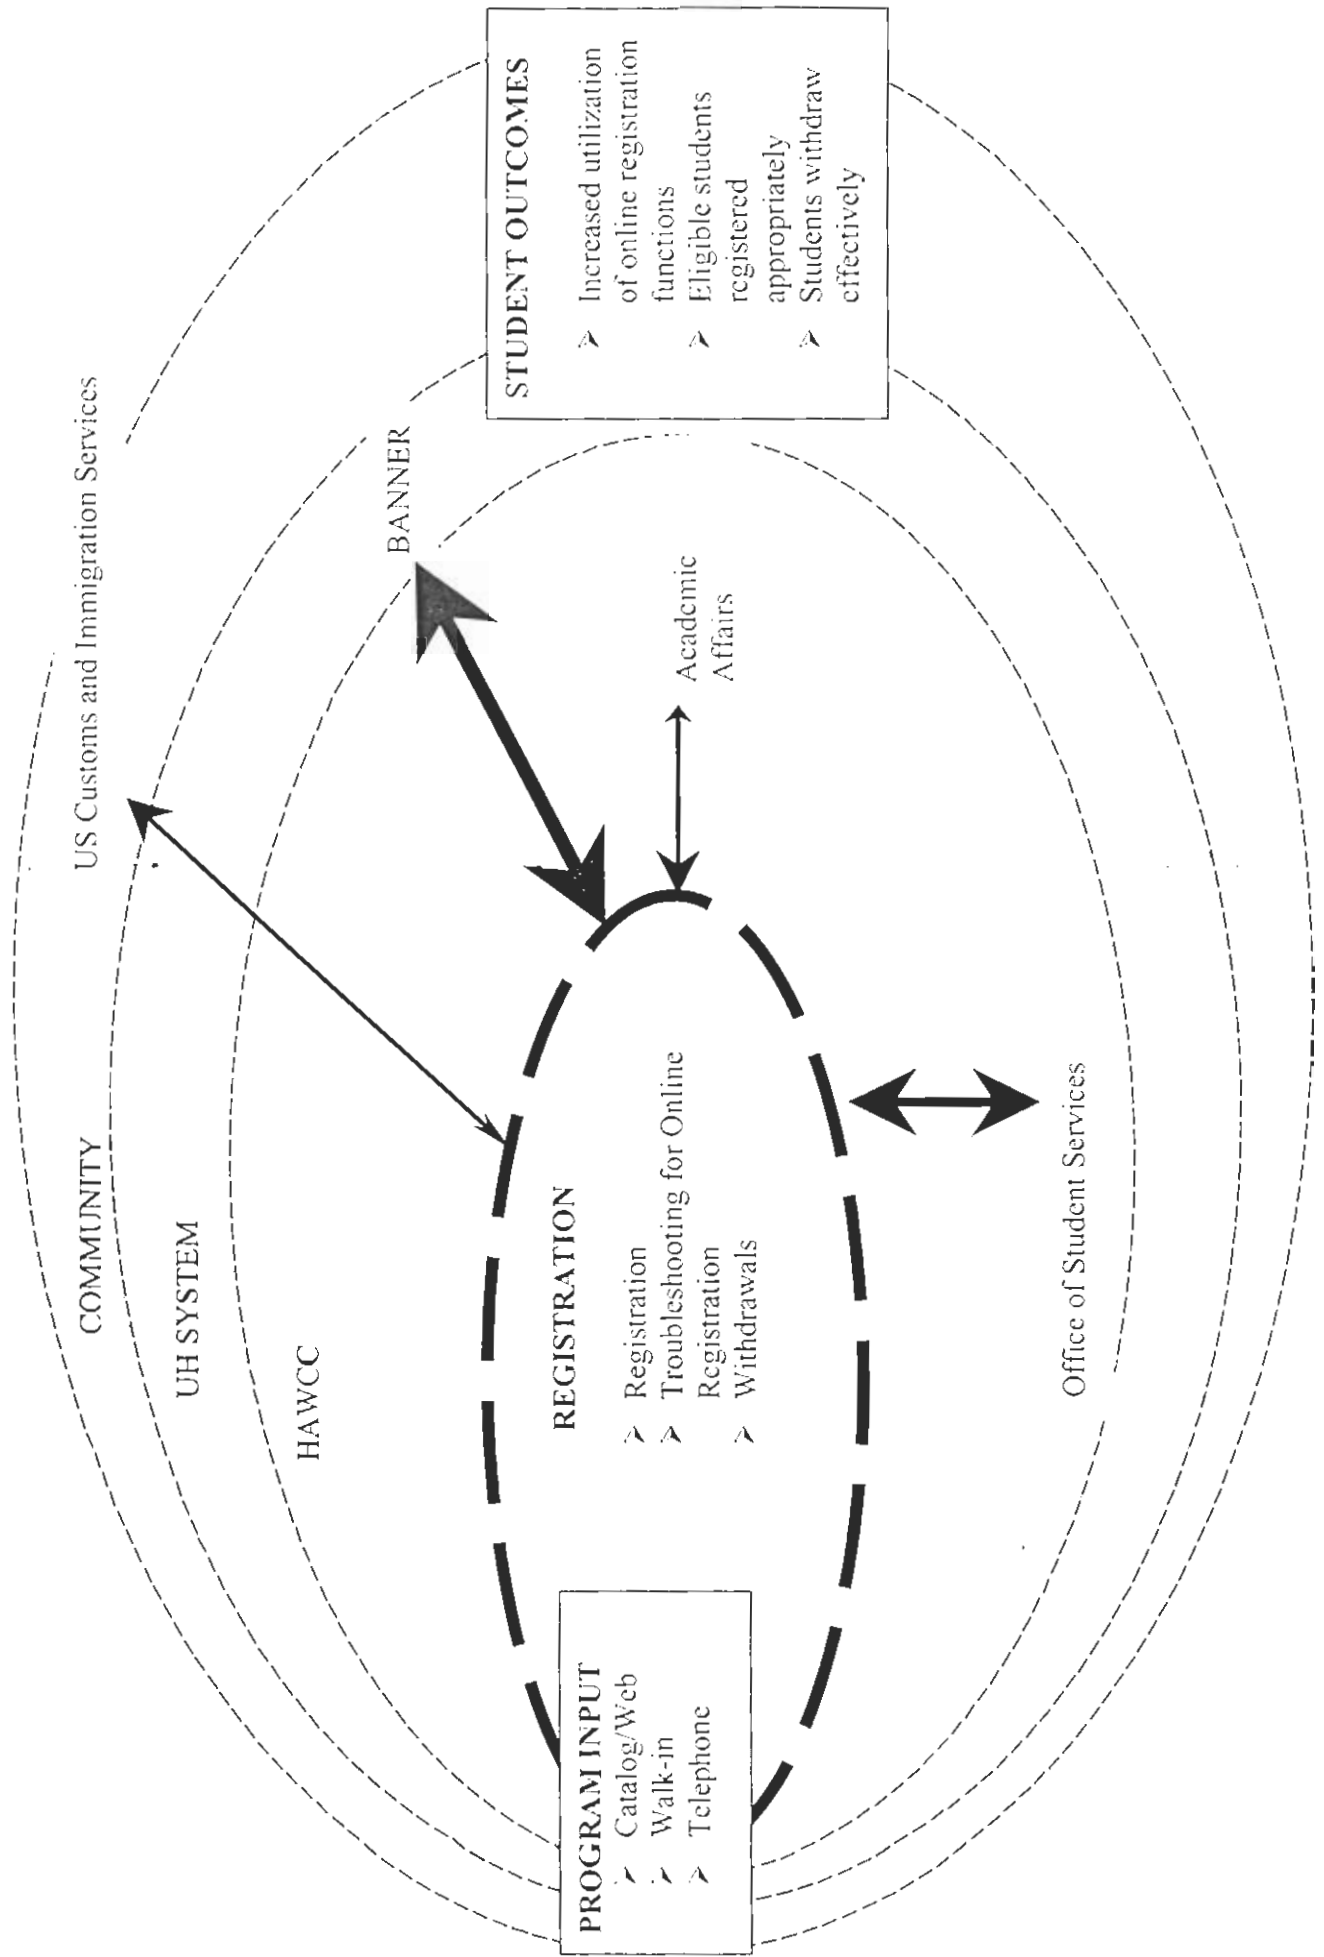 US Customs and Immigration Services
COMMUNITY
UH SYSTEM
BANNER
HAWCC
STUDENT OUTCOMES
➢ Increased utilization
of online registration
functions
➢ Eligible students
registered
appropriately
➢ Students withdraw
effectively
REGISTRATION
➢ Registration
➢ Troubleshooting for Online
Registration
➢ Withdrawals
Academic
Affairs
PROGRAM INPUT
➢ Catalog/Web
➢ Walk-in
➢ Telephone
Office of Student Services